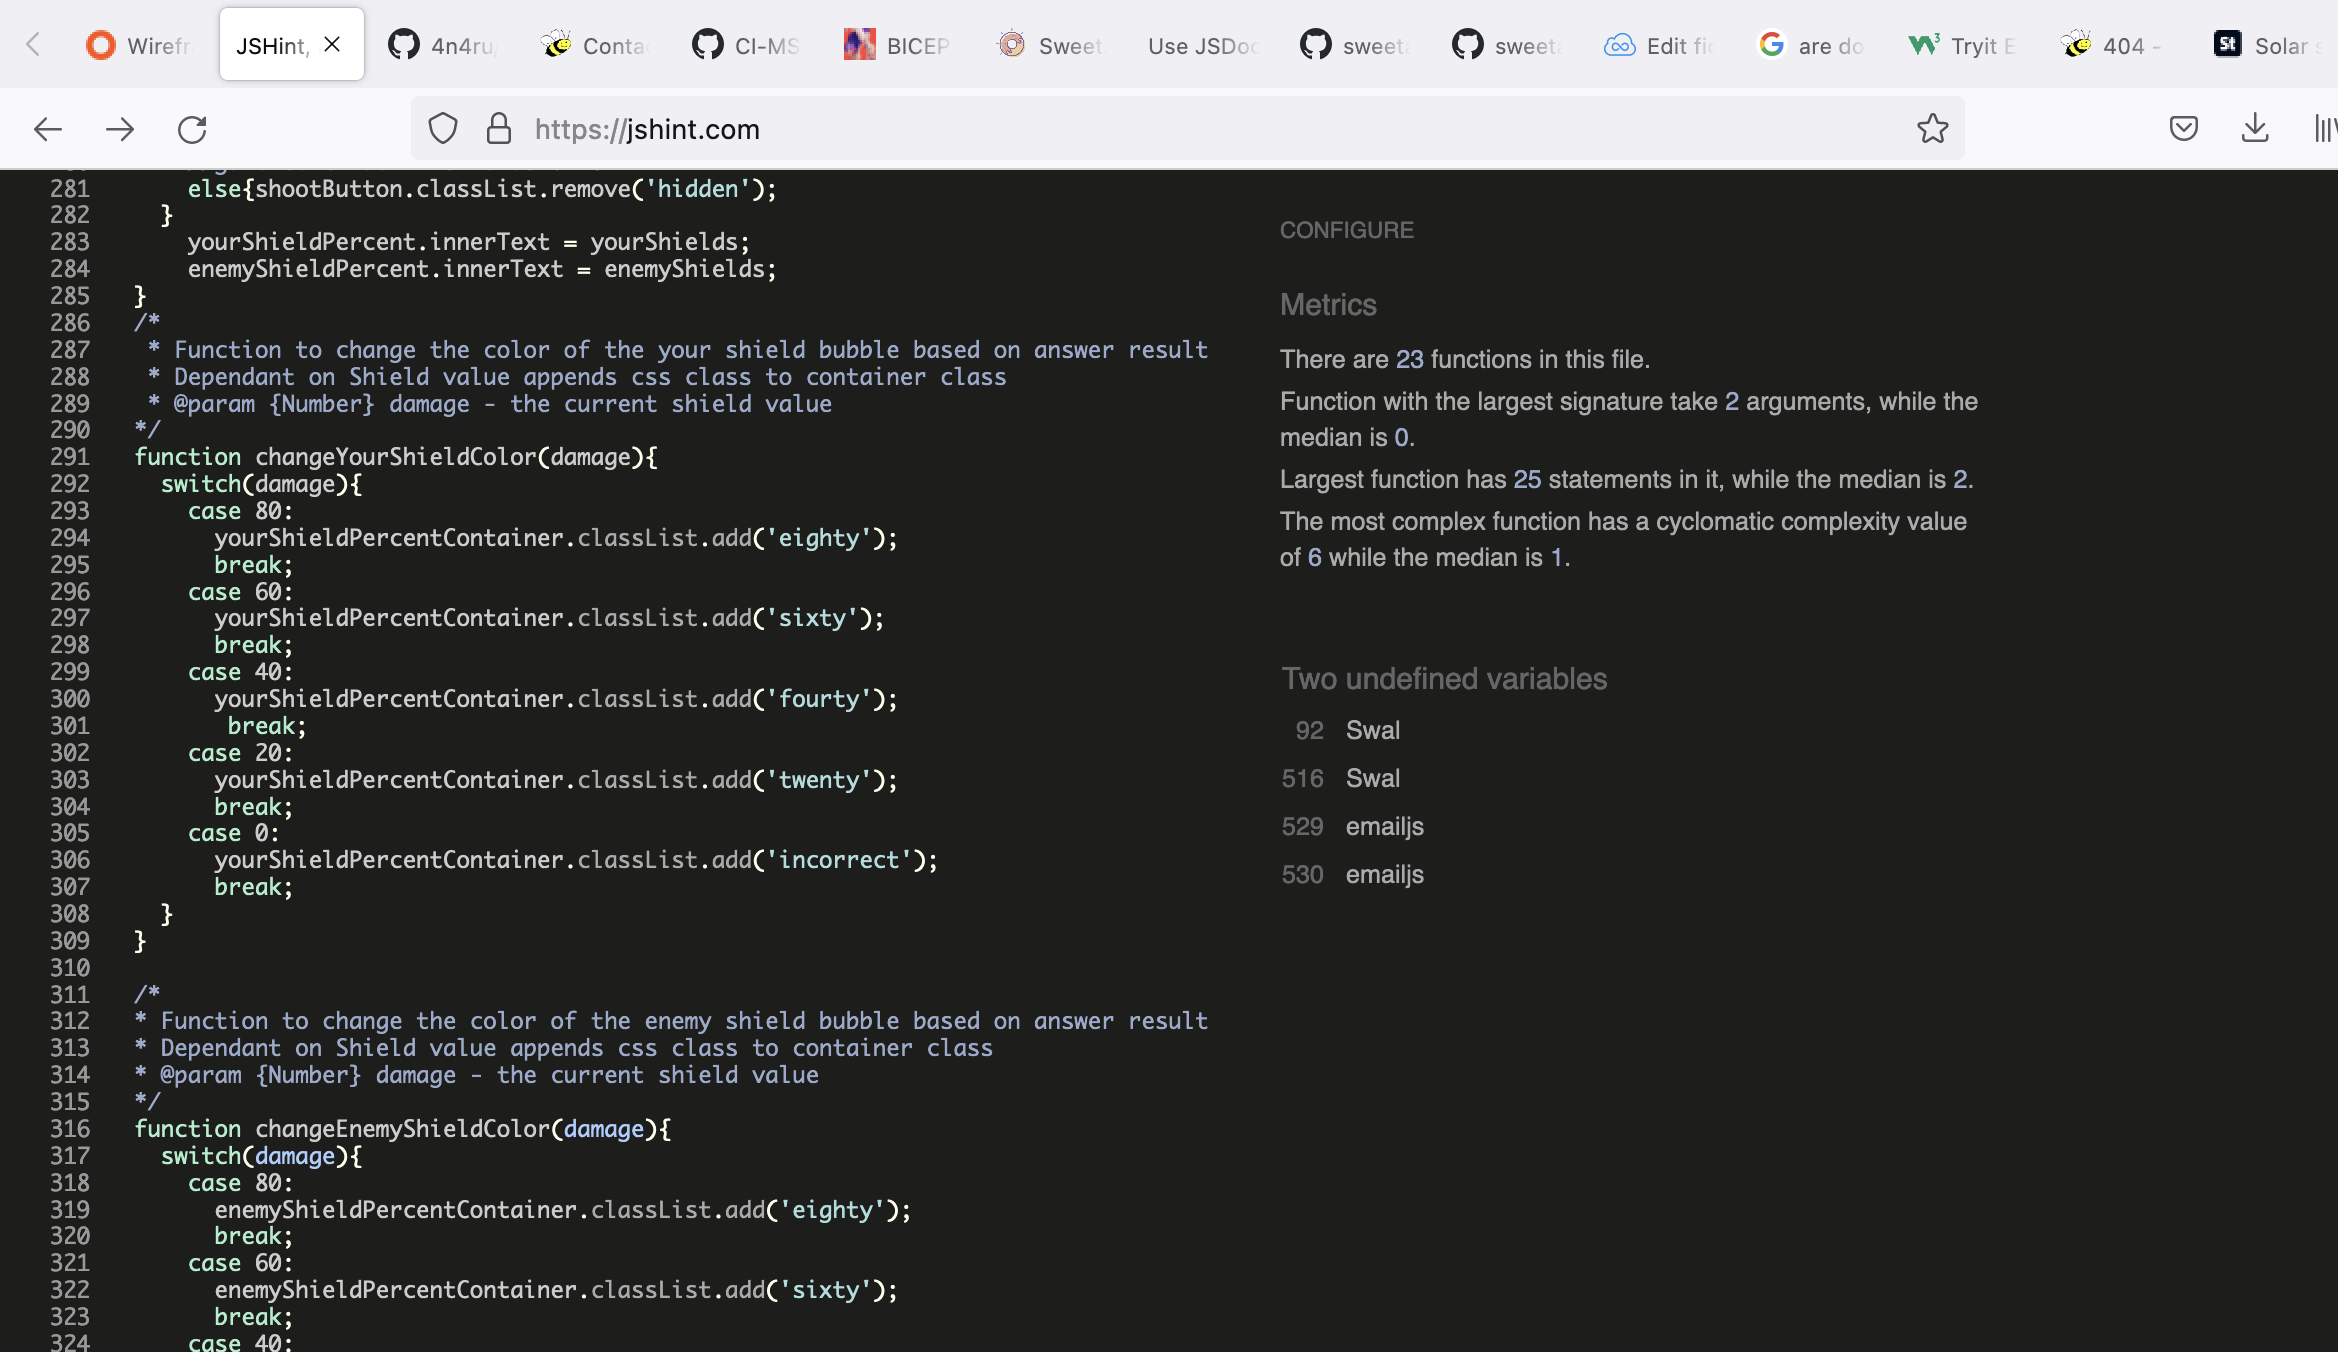 Wirefr
JSHint,
4n4ru
Conta
CI-MS
BICEP
Sweet
Use JSDoc
sweeta
sweeta
Edit fi
are do
Tryit E
404 -
St Solar s
https://jshint.com
281 else{shootButton.classList.remove('hidden');
282 }
283 yourShieldPercent.innerText = yourShields;
284 enemyShieldPercent.innerText = enemyShields;
285 }
286 /*
287 * Function to change the color of the your shield bubble based on answer result
288 * Dependant on Shield value appends css class to container class
289 * @param {Number} damage - the current shield value
290 */
291 function changeYourShieldColor(damage){
292 switch(damage){
293 case 80:
294 yourShieldPercentContainer.classList.add('eighty');
295 break;
296 case 60:
297 yourShieldPercentContainer.classList.add('sixty');
298 break;
299 case 40:
300 yourShieldPercentContainer.classList.add('fourty');
301 break;
302 case 20:
303 yourShieldPercentContainer.classList.add('twenty');
304 break;
305 case 0:
306 yourShieldPercentContainer.classList.add('incorrect');
307 break;
308 }
309 }
310
311 /*
312 * Function to change the color of the enemy shield bubble based on answer result
313 * Dependant on Shield value appends css class to container class
314 * @param {Number} damage - the current shield value
315 */
316 function changeEnemyShieldColor(damage){
317 switch(damage){
318 case 80:
319 enemyShieldPercentContainer.classList.add('eighty');
320 break;
321 case 60:
322 enemyShieldPercentContainer.classList.add('sixty');
323 break;
324 case 40:
CONFIGURE
Metrics
There are 23 functions in this file.
Function with the largest signature take 2 arguments, while the
median is 0.
Largest function has 25 statements in it, while the median is 2.
The most complex function has a cyclomatic complexity value
of 6 while the median is 1.
Two undefined variables
92 Swal
516 Swal
529 emailjs
530 emailjs